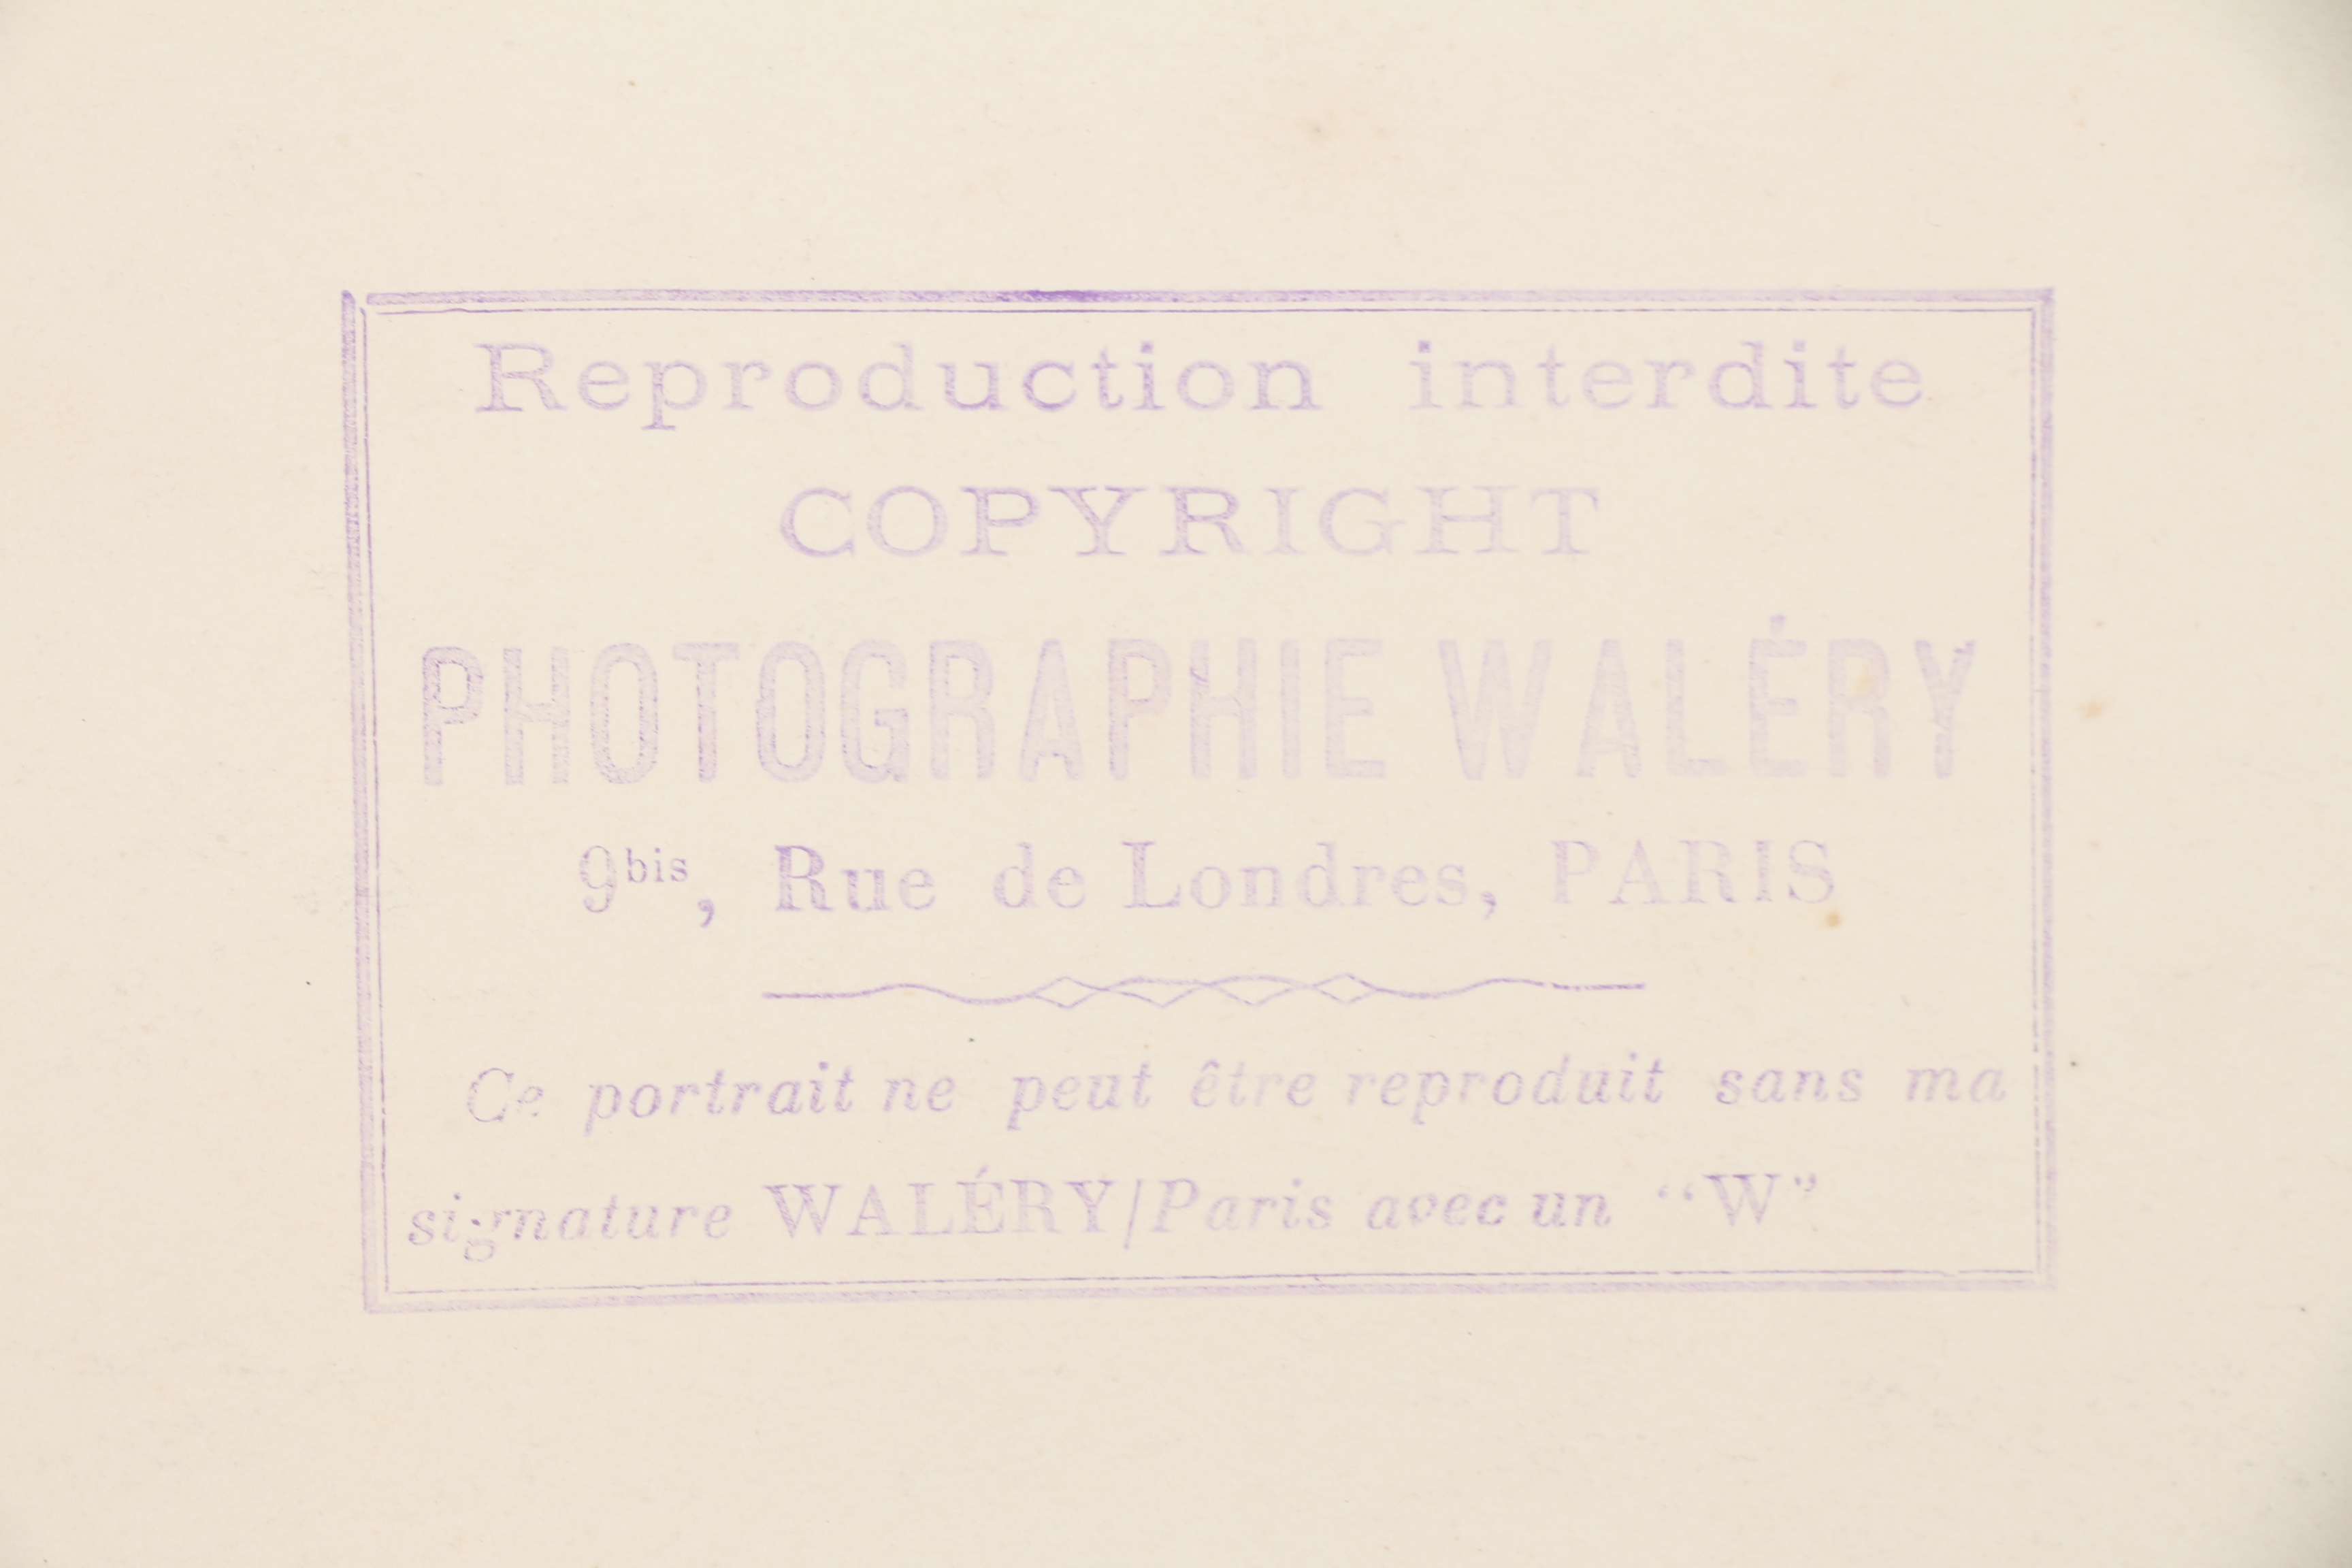 Reproduction interdite
COPYRIGHT
PHOTOGRAPHIE WALÉRY
9bis, Rue de Londres, PARIS
Ce portrait ne peut être reproduit sans ma
signature WALÉRY/Paris avec un “W”